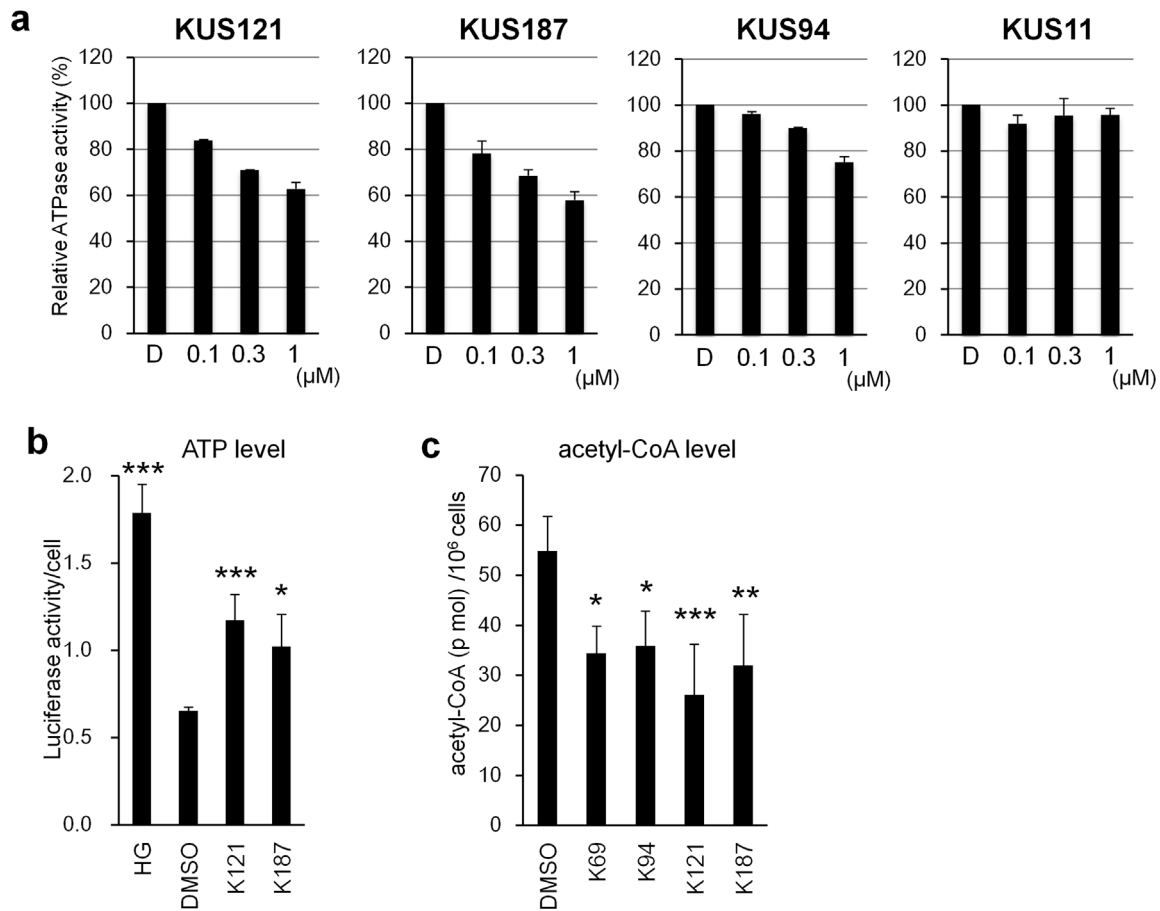 a
KUS121
KUS187
KUS94
KUS11
Relative ATPase activity (%)
120
100
80
60
40
20
0
D 0.1 0.3 1
(µM)
120
100
80
60
40
20
0
D 0.1 0.3 1
(µM)
120
100
80
60
40
20
0
D 0.1 0.3 1
(µM)
120
100
80
60
40
20
0
D 0.1 0.3 1
(µM)
b
ATP level
Luciferase activity/cell
2.0
1.5
1.0
0.5
0.0
***
***
*
HG
DMSO
K121
K187
c
acetyl-CoA level
acetyl-CoA (p mol) /10⁶ cells
70
60
50
40
30
20
10
0
*
*
***
**
DMSO
K69
K94
K121
K187